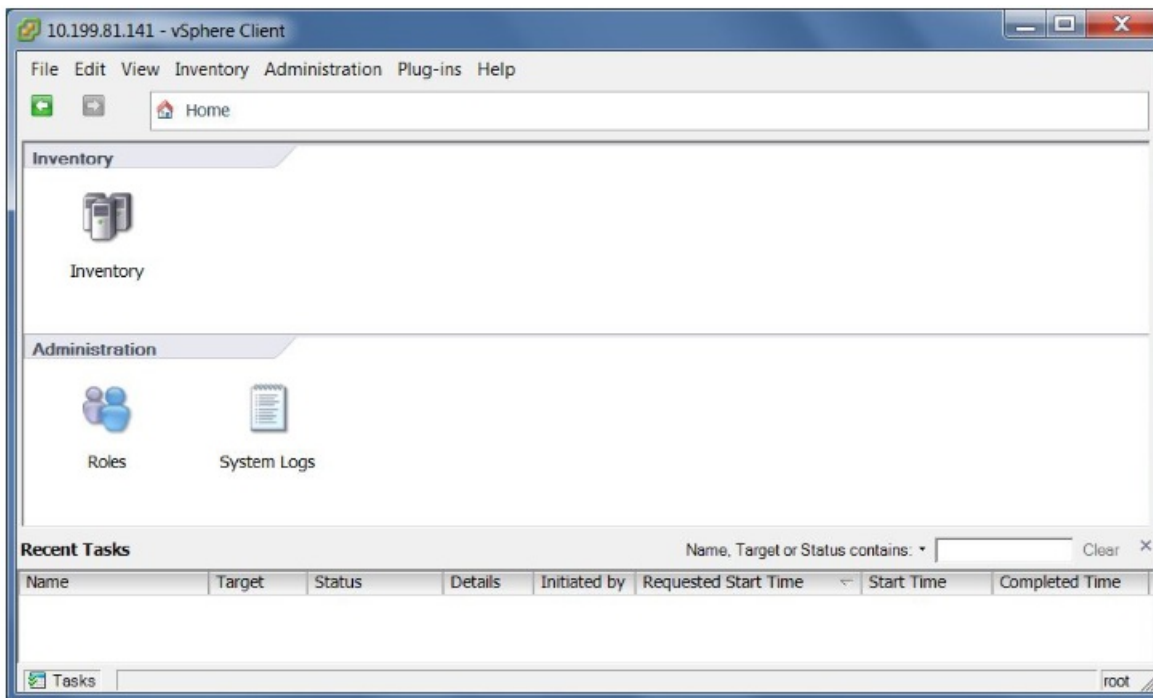 10.199.81.141 - vSphere Client
File Edit View Inventory Administration Plug-ins Help
Home
Inventory
Inventory
Administration
Roles System Logs
Recent Tasks Name, Target or Status contains: Clear
Name Target Status Details Initiated by Requested Start Time Start Time Completed Time
Tasks root